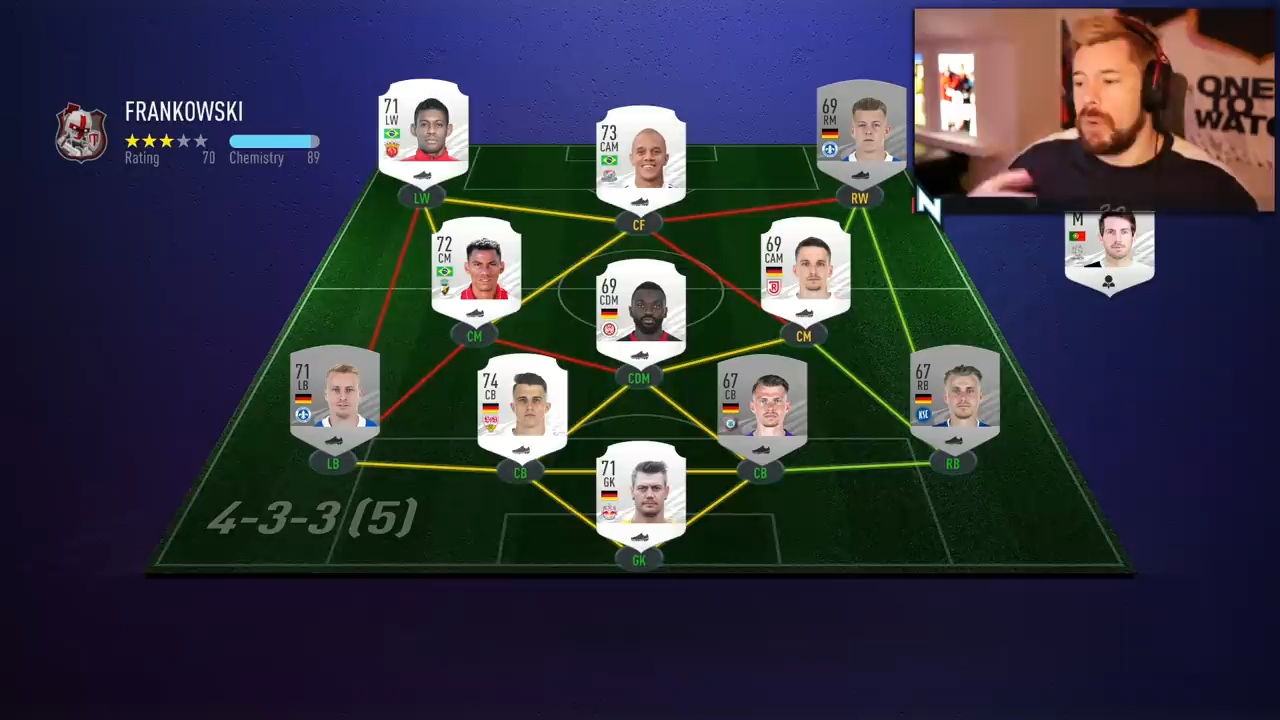 FRANKOWSKI
Rating 70 Chemistry 89
71
LW
73
CAM
69
RM
LW
CF
RW
72
CM
69
CDM
69
CAM
CM
CDM
CM
71
LB
74
CB
67
CB
67
RB
LB
CB
CB
RB
71
GK
GK
4-3-3 (5)
ONE
TO
WATC
N
M
KSC